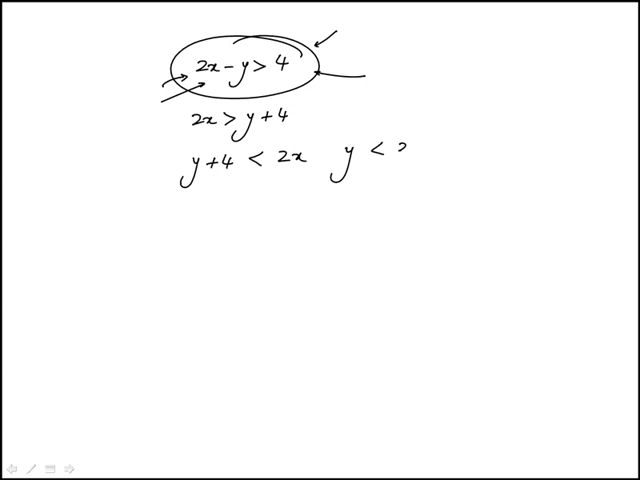 2x - y > 4
2x > y + 4
y + 4 < 2x y <